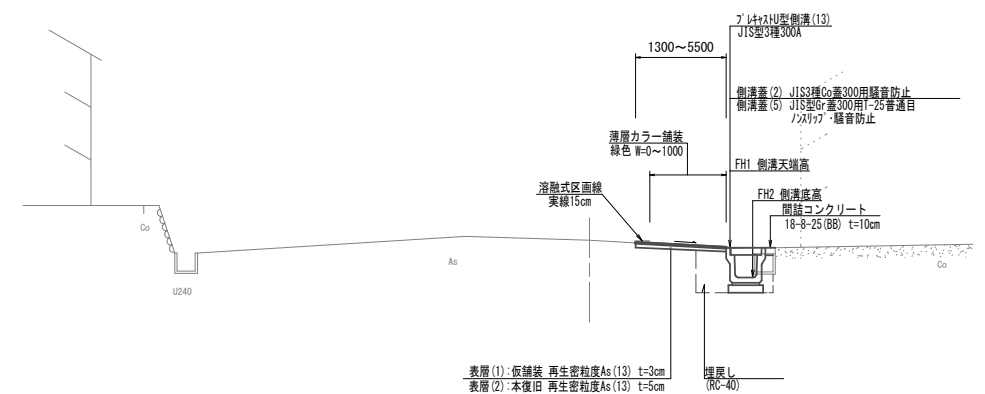 プレキャストU型側溝(13)
JIS型3種300A
1300～5500
側溝蓋(2) JIS3種Co蓋300用騒音防止
側溝蓋(5) JIS型Gr蓋300用T-25普通目
ノンスリップ・騒音防止
薄層カラー舗装
緑色 W=0～1000
FH1 側溝天端高
溶融式区画線
実線15cm
FH2 側溝底高
間詰コンクリート
18-8-25(BB) t=10cm
Co
As
Co
U240
表層(1):仮舗装 再生密粒度As(13) t=3cm
表層(2):本復旧 再生密粒度As(13) t=5cm
埋戻し
(RC-40)